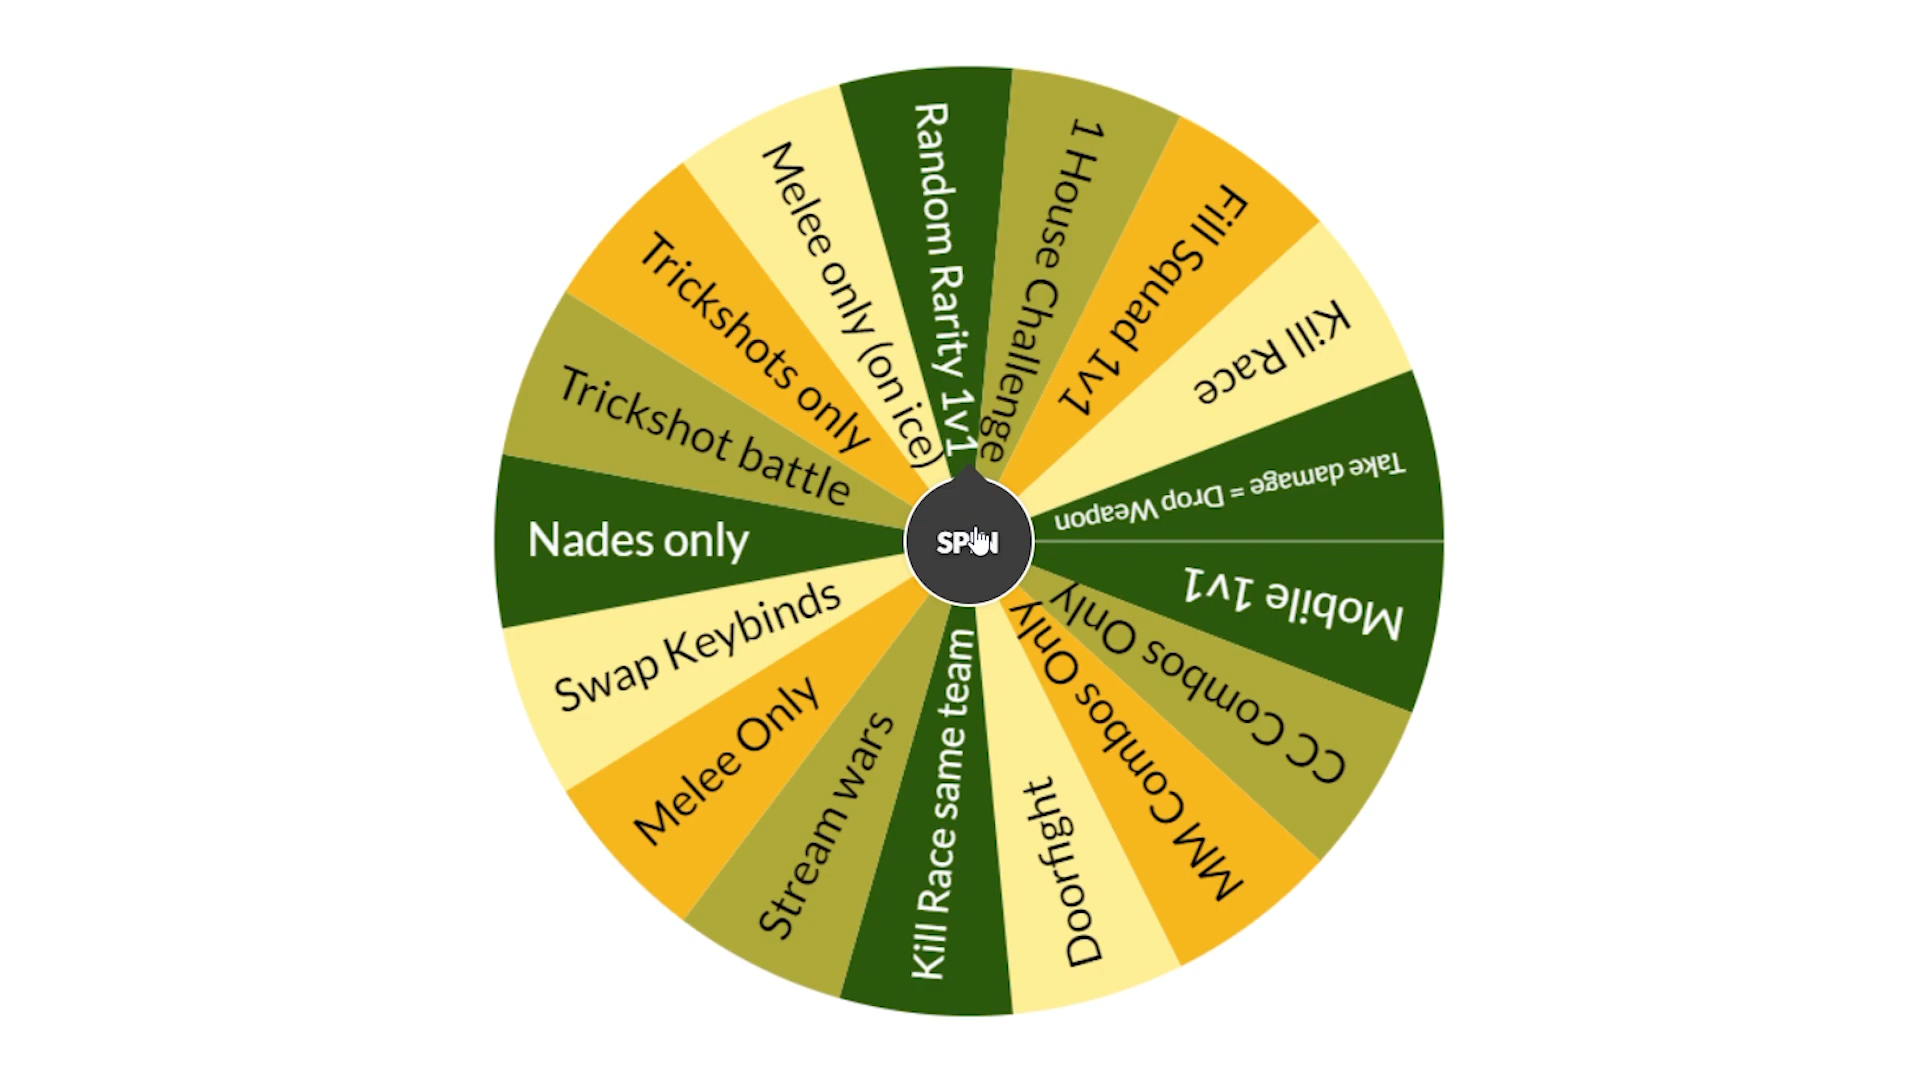 Random Rarity 1v1
1 House Challenge
Fill Squad 1v1
Kill Race
Take damage = Drop Weapon
Mobile 1v1
CC Combos Only
MM Combos Only
Doorfight
Kill Race same team
Stream wars
Melee Only
Swap Keybinds
Nades only
Trickshot battle
Trickshots only
Melee only (on ice)
SPIN